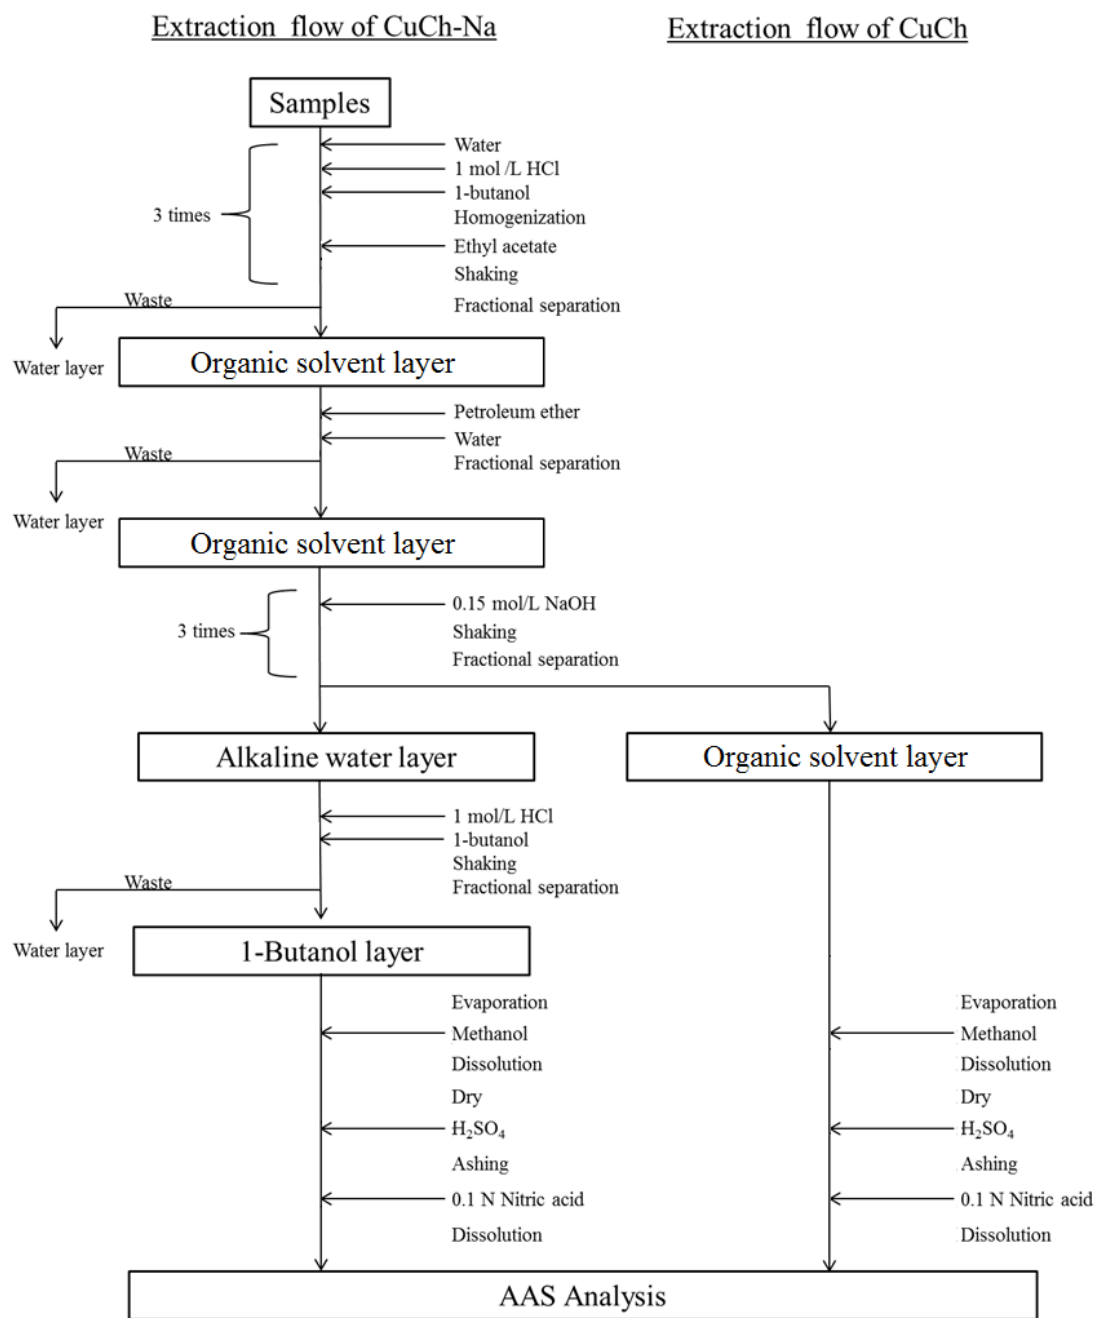 Extraction flow of CuCh-Na
Extraction flow of CuCh
Samples
Water
1 mol /L HCl
1-butanol
Homogenization
3 times
Ethyl acetate
Shaking
Waste
Fractional separation
Water layer
Organic solvent layer
Petroleum ether
Water
Waste
Fractional separation
Water layer
Organic solvent layer
0.15 mol/L NaOH
3 times
Shaking
Fractional separation
Alkaline water layer
Organic solvent layer
1 mol/L HCl
1-butanol
Shaking
Waste
Fractional separation
Water layer
1-Butanol layer
Evaporation
Evaporation
Methanol
Methanol
Dissolution
Dissolution
Dry
Dry
H₂SO₄
H₂SO₄
Ashing
Ashing
0.1 N Nitric acid
0.1 N Nitric acid
Dissolution
Dissolution
AAS Analysis